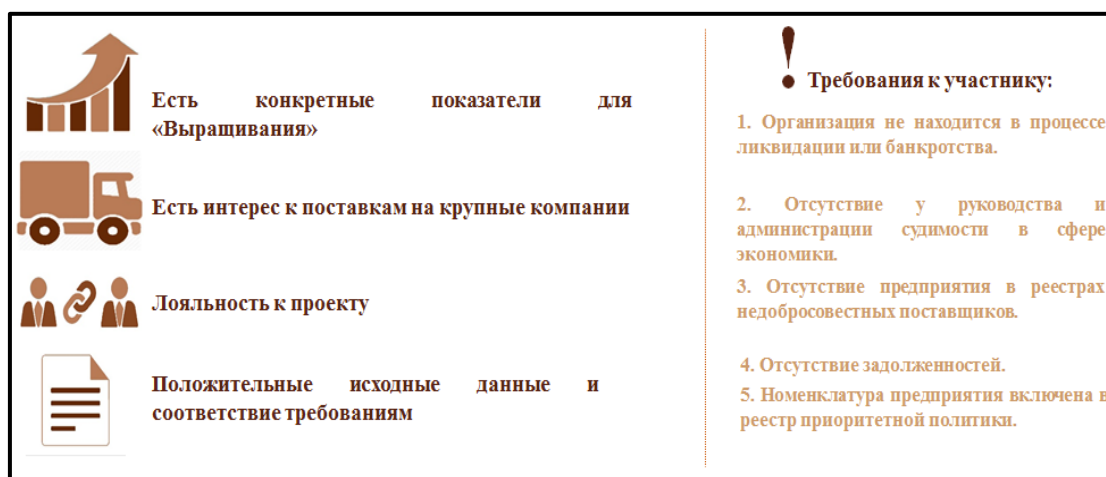 Есть конкретные показатели для
«Выращивания»
Есть интерес к поставкам на крупные компании
Лояльность к проекту
Положительные исходные данные и
соответствие требованиям
Требования к участнику:
1. Организация не находится в процессе
ликвидации или банкротства.
2. Отсутствие у руководства и
администрации судимости в сфере
экономики.
3. Отсутствие предприятия в реестрах
недобросовестных поставщиков.
4. Отсутствие задолженностей.
5. Номенклатура предприятия включена в
реестр приоритетной политики.